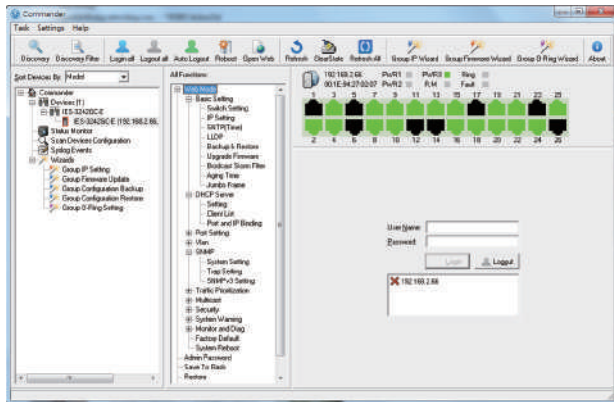 Commander
Task Settings Help
Discovery Discovery Filter Login all Logout all Auto Logout Reboot Open Web Refresh ClearState Refresh All Group IP Wizard Group Firmware Wizard Group O-Ring Wizard About
Sort Devices By: Model
Commander
Devices [1]
IES-3242GC-E
IES-3242GC-E (192.168.2.66,
Status Monitor
Scan Devices Configuration
Syslog Events
Wizards
Group IP Setting
Group Firmware Update
Group Configuration Backup
Group Configuration Restore
Group O-Ring Setting
All Functions:
Web Mode
Basic Setting
Switch Setting
IP Setting
SNTP(Time)
LLDP
Backup & Restore
Upgrade Firmware
Brodcast Storm Filter
Aging Time
Jumbo Frame
DHCP Server
Setting
Client List
Port and IP Binding
Port Setting
Vlan
SNMP
System Setting
Trap Setting
SNMPv3 Setting
Traffic Prioritization
Multicast
Security
System Warning
Monitor and Diag
Factory Default
System Reboot
Admin Password
Save To Flash
Restore
192.168.2.66 PWR1 PWR3 Ring
00:1E:94:27:02:07 PWR2 R.M Fault
1 3 5 7 9 11 13 15 17 19 21 23 25
2 4 6 8 10 12 14 16 18 20 22 24 26
User Name:
Password:
Login Logout
192.168.2.66